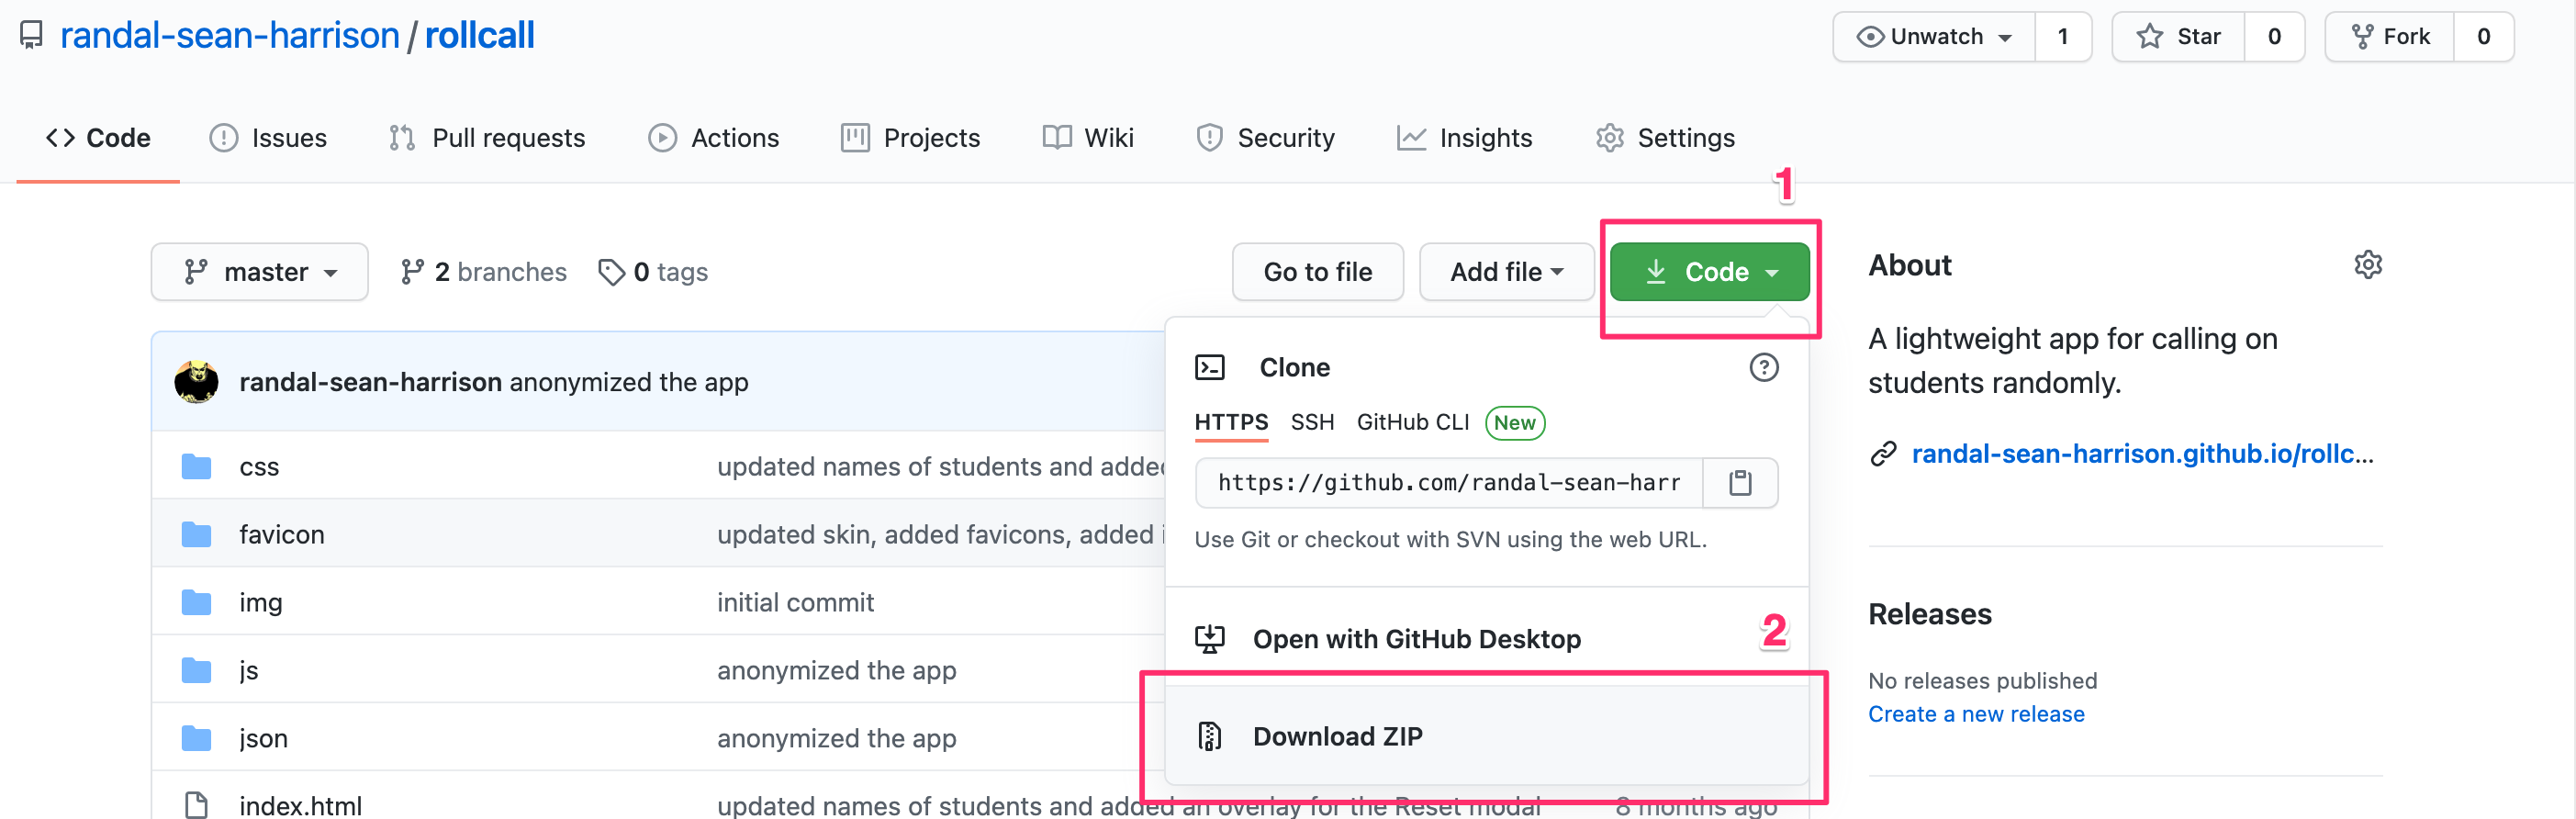 randal-sean-harrison / rollcall
Unwatch 1 Star 0 Fork 0
Code Issues Pull requests Actions Projects Wiki Security Insights Settings
1
master 2 branches 0 tags Go to file Add file Code
randal-sean-harrison anonymized the app
css updated names of students and added
favicon updated skin, added favicons, added i
img initial commit
js anonymized the app
json anonymized the app
index.html updated names of students and added an overlay for the Reset modal 8 months ago
Clone
HTTPS SSH GitHub CLI New
https://github.com/randal-sean-harr
Use Git or checkout with SVN using the web URL.
Open with GitHub Desktop
2
Download ZIP
About
A lightweight app for calling on
students randomly.
randal-sean-harrison.github.io/rollc...
Releases
No releases published
Create a new release